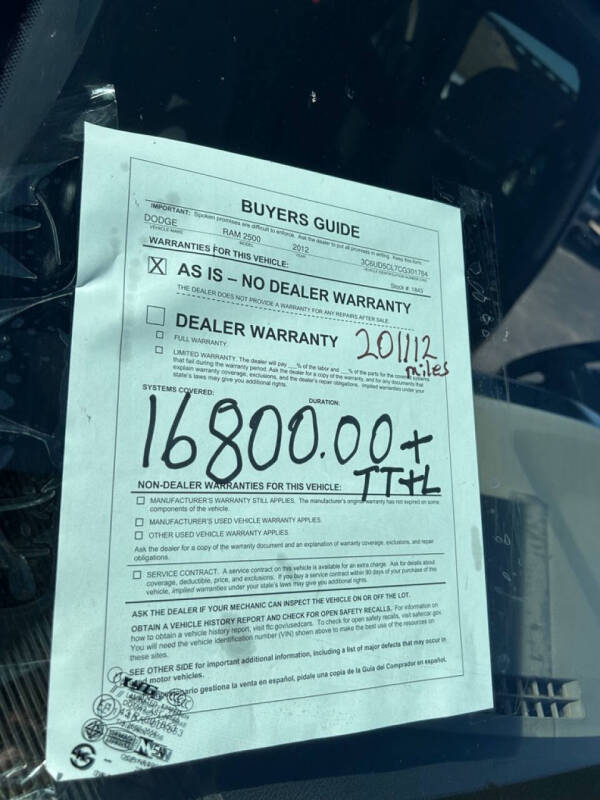 BUYERS GUIDE
IMPORTANT: Spoken promises are difficult to enforce. Ask the dealer to put all promises in writing. Keep this form.
DODGE RAM 2500 2012 3C6UD5CL7CG301784
VEHICLE MAKE MODEL YEAR VEHICLE IDENTIFICATION NUMBER (VIN)
WARRANTIES FOR THIS VEHICLE:
Stock #: 1843
X AS IS – NO DEALER WARRANTY
THE DEALER DOES NOT PROVIDE A WARRANTY FOR ANY REPAIRS AFTER SALE.
DEALER WARRANTY
201112
miles
FULL WARRANTY.
LIMITED WARRANTY. The dealer will pay ___% of the labor and ___% of the parts for the covered systems
that fail during the warranty period. Ask the dealer for a copy of the warranty, and for any documents that
explain warranty coverage, exclusions, and the dealer's repair obligations. Implied warranties under your
state's laws may give you additional rights.
SYSTEMS COVERED: DURATION:
16800.00+
TT+L
NON-DEALER WARRANTIES FOR THIS VEHICLE:
MANUFACTURER'S WARRANTY STILL APPLIES. The manufacturer's original warranty has not expired on some
components of the vehicle.
MANUFACTURER'S USED VEHICLE WARRANTY APPLIES.
OTHER USED VEHICLE WARRANTY APPLIES.
Ask the dealer for a copy of the warranty document and an explanation of warranty coverage, exclusions, and repair
obligations.
SERVICE CONTRACT. A service contract on this vehicle is available for an extra charge. Ask for details about
coverage, deductible, price, and exclusions. If you buy a service contract within 90 days of your purchase of this
vehicle, implied warranties under your state's laws may give you additional rights.
ASK THE DEALER IF YOUR MECHANIC CAN INSPECT THE VEHICLE ON OR OFF THE LOT.
OBTAIN A VEHICLE HISTORY REPORT AND CHECK FOR OPEN SAFETY RECALLS. For information on
how to obtain a vehicle history report, visit ftc.gov/usedcars. To check for open safety recalls, visit safercar.gov.
You will need the vehicle identification number (VIN) shown above to make the best use of the resources on
these sites.
SEE OTHER SIDE for important additional information, including a list of major defects that may occur in
motor vehicles.
gestiona la venta en español, pídale una copia de la Guía del Comprador en español.